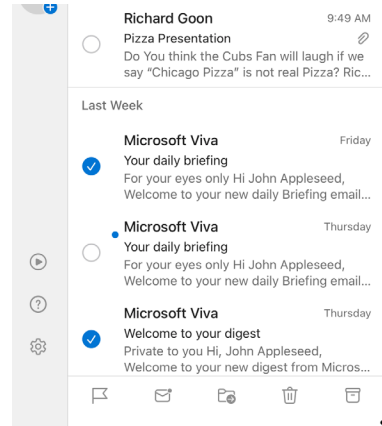 Richard Goon 9:49 AM
Pizza Presentation
Do You think the Cubs Fan will laugh if we
say “Chicago Pizza” is not real Pizza? Ric...
Last Week
Microsoft Viva Friday
Your daily briefing
For your eyes only Hi John Appleseed,
Welcome to your new daily Briefing email...
Microsoft Viva Thursday
Your daily briefing
For your eyes only Hi John Appleseed,
Welcome to your new daily Briefing email...
Microsoft Viva Thursday
Welcome to your digest
Private to you Hi, John Appleseed,
Welcome to your new digest from Micros...